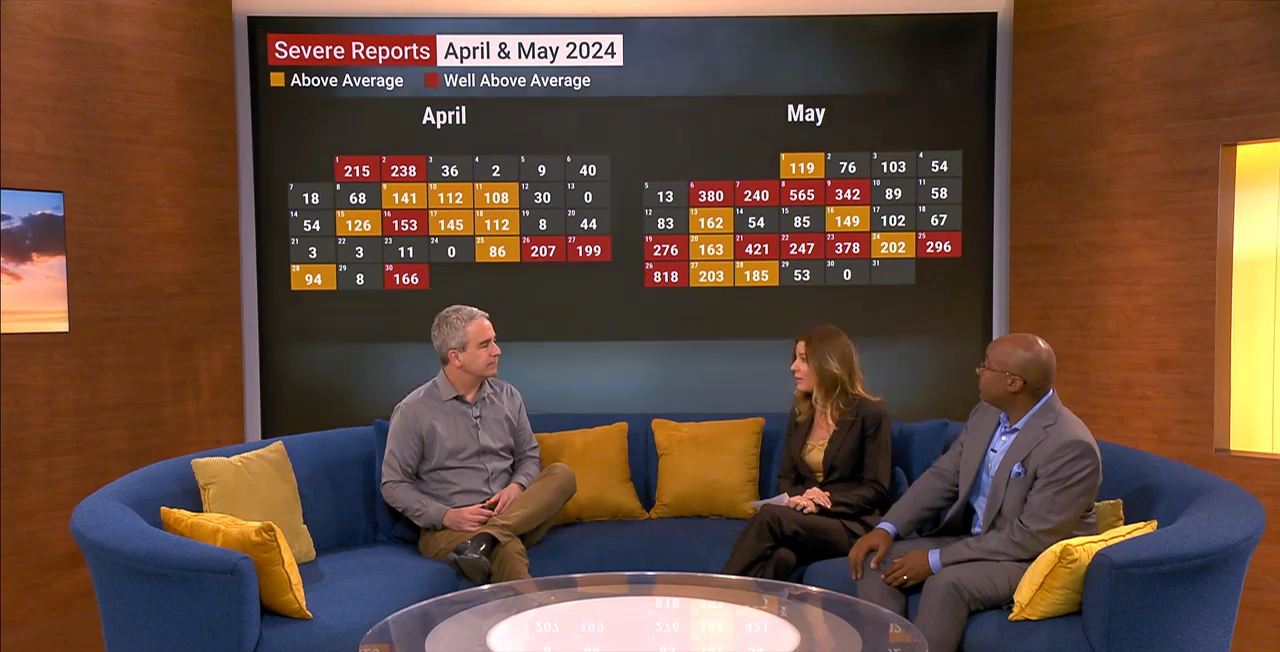 Severe Reports April & May 2024
Above Average Well Above Average
April
1 215 2 238 3 36 4 2 5 9 6 40
7 18 8 68 9 141 10 112 11 108 12 30 13 0
14 54 15 126 16 153 17 145 18 112 19 8 20 44
21 3 22 3 23 11 24 0 25 86 26 207 27 199
28 94 29 8 30 166
May
1 119 2 76 3 103 4 54
5 13 6 380 7 240 8 565 9 342 10 89 11 58
12 83 13 162 14 54 15 85 16 149 17 102 18 67
19 276 20 163 21 421 22 247 23 378 24 202 25 296
26 818 27 203 28 185 29 53 30 0 31